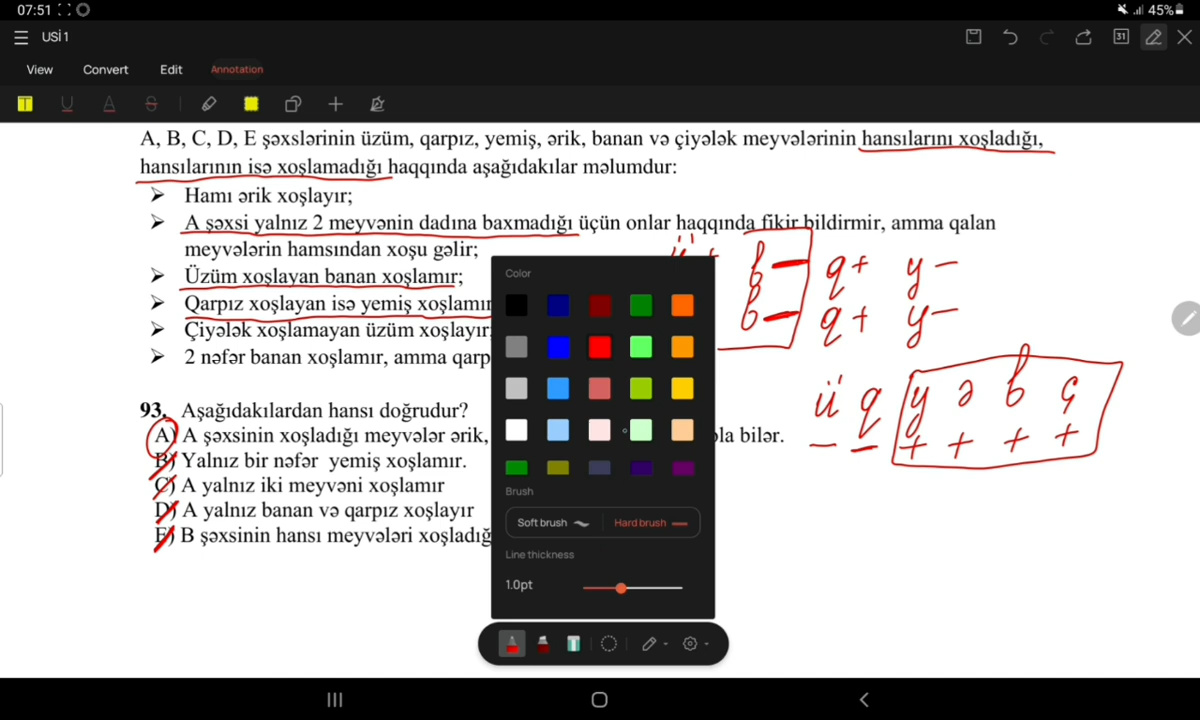 07:51 45%
USİ 1 31
View Convert Edit Annotation
T U A S
A, B, C, D, E şəxslərinin üzüm, qarpız, yemiş, ərik, banan və çiyələk meyvələrinin hansılarını xoşladığı,
hansılarının isə xoşlamadığı haqqında aşağıdakılar məlumdur:
➢ Hamı ərik xoşlayır;
➢ A şəxsi yalnız 2 meyvənin dadına baxmadığı üçün onlar haqqında fikir bildirmir, amma qalan
meyvələrin hamsından xoşu gəlir;
➢ Üzüm xoşlayan banan xoşlamır;
➢ Qarpız xoşlayan isə yemiş xoşlamır
➢ Çiyələk xoşlamayan üzüm xoşlayır
➢ 2 nəfər banan xoşlamır, amma qarp
b – q + y –
b – q + y –
ü q y ə b ç
– – + + + +
93. Aşağıdakılardan hansı doğrudur?
A) A şəxsinin xoşladığı meyvələr ərik, ola bilər.
B) Yalnız bir nəfər yemiş xoşlamır.
C) A yalnız iki meyvəni xoşlamır
D) A yalnız banan və qarpız xoşlayır
E) B şəxsinin hansı meyvələri xoşladığ
Color
Brush
Soft brush Hard brush
Line thickness
1.0pt